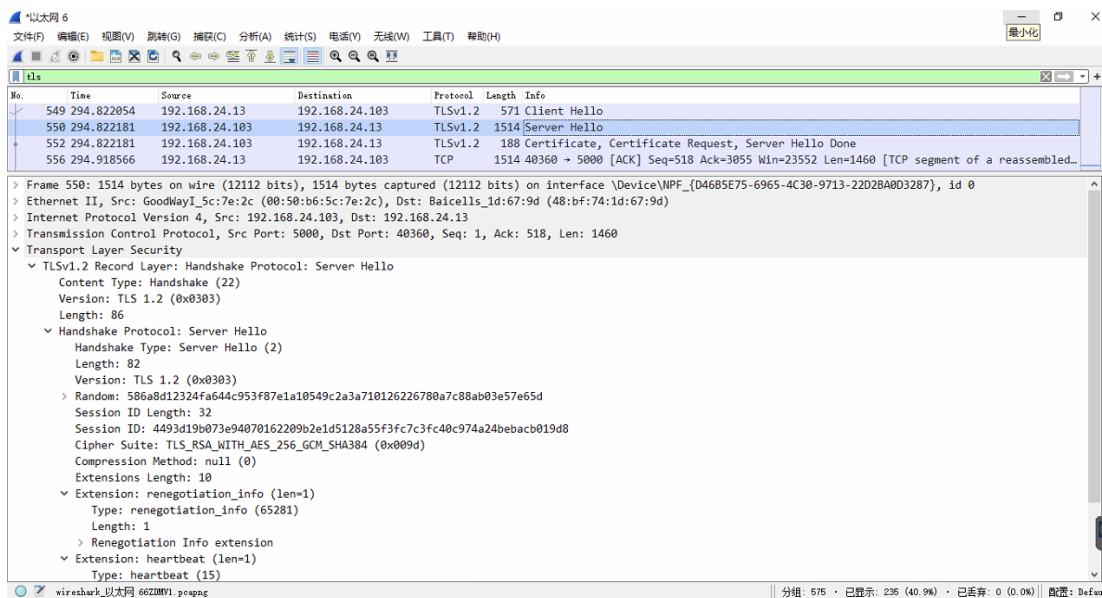 *以太网 6
文件(F) 编辑(E) 视图(V) 跳转(G) 捕获(C) 分析(A) 统计(S) 电话(Y) 无线(W) 工具(T) 帮助(H)
最小化
tls
No. Time Source Destination Protocol Length Info
549 294.822054 192.168.24.13 192.168.24.103 TLSv1.2 571 Client Hello
550 294.822181 192.168.24.103 192.168.24.13 TLSv1.2 1514 Server Hello
552 294.822181 192.168.24.103 192.168.24.13 TLSv1.2 188 Certificate, Certificate Request, Server Hello Done
556 294.918566 192.168.24.13 192.168.24.103 TCP 1514 40360 → 5000 [ACK] Seq=518 Ack=3055 Win=23552 Len=1460 [TCP segment of a reassembled…
Frame 550: 1514 bytes on wire (12112 bits), 1514 bytes captured (12112 bits) on interface \Device\NPF_{D46B5E75-6965-4C30-9713-22D2BA0D3287}, id 0
Ethernet II, Src: GoodWayI_5c:7e:2c (00:50:b6:5c:7e:2c), Dst: Baicells_1d:67:9d (48:bf:74:1d:67:9d)
Internet Protocol Version 4, Src: 192.168.24.103, Dst: 192.168.24.13
Transmission Control Protocol, Src Port: 5000, Dst Port: 40360, Seq: 1, Ack: 518, Len: 1460
Transport Layer Security
TLSv1.2 Record Layer: Handshake Protocol: Server Hello
Content Type: Handshake (22)
Version: TLS 1.2 (0x0303)
Length: 86
Handshake Protocol: Server Hello
Handshake Type: Server Hello (2)
Length: 82
Version: TLS 1.2 (0x0303)
Random: 586a8d12324fa644c953f87e1a10549c2a3a710126226780a7c88ab03e57e65d
Session ID Length: 32
Session ID: 4493d19b073e94070162209b2e1d5128a55f3fc7c3fc40c974a24bebacb019d8
Cipher Suite: TLS_RSA_WITH_AES_256_GCM_SHA384 (0x009d)
Compression Method: null (0)
Extensions Length: 10
Extension: renegotiation_info (len=1)
Type: renegotiation_info (65281)
Length: 1
Renegotiation Info extension
Extension: heartbeat (len=1)
Type: heartbeat (15)
wireshark_以太网 66ZDMV1.pcapng 分组: 575 · 已显示: 235 (40.9%) · 已丢弃: 0 (0.0%) 配置: Defau